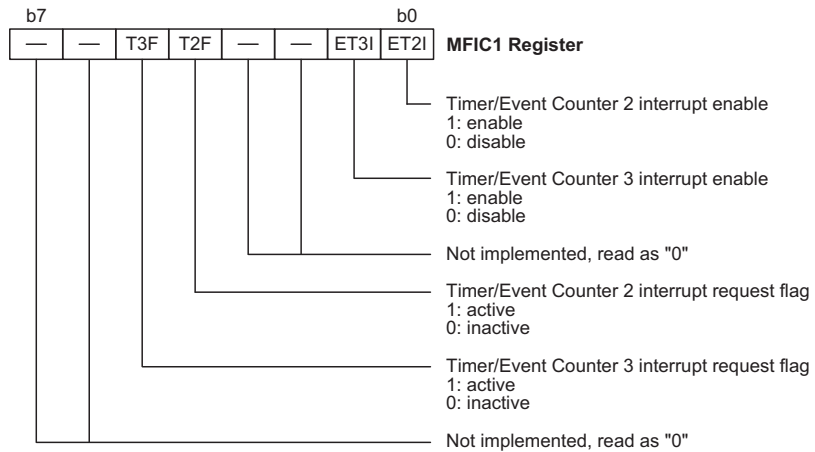 b7 b0
— — T3F T2F — — ET3I ET2I MFIC1 Register
Timer/Event Counter 2 interrupt enable
1: enable
0: disable
Timer/Event Counter 3 interrupt enable
1: enable
0: disable
Not implemented, read as "0"
Timer/Event Counter 2 interrupt request flag
1: active
0: inactive
Timer/Event Counter 3 interrupt request flag
1: active
0: inactive
Not implemented, read as "0"